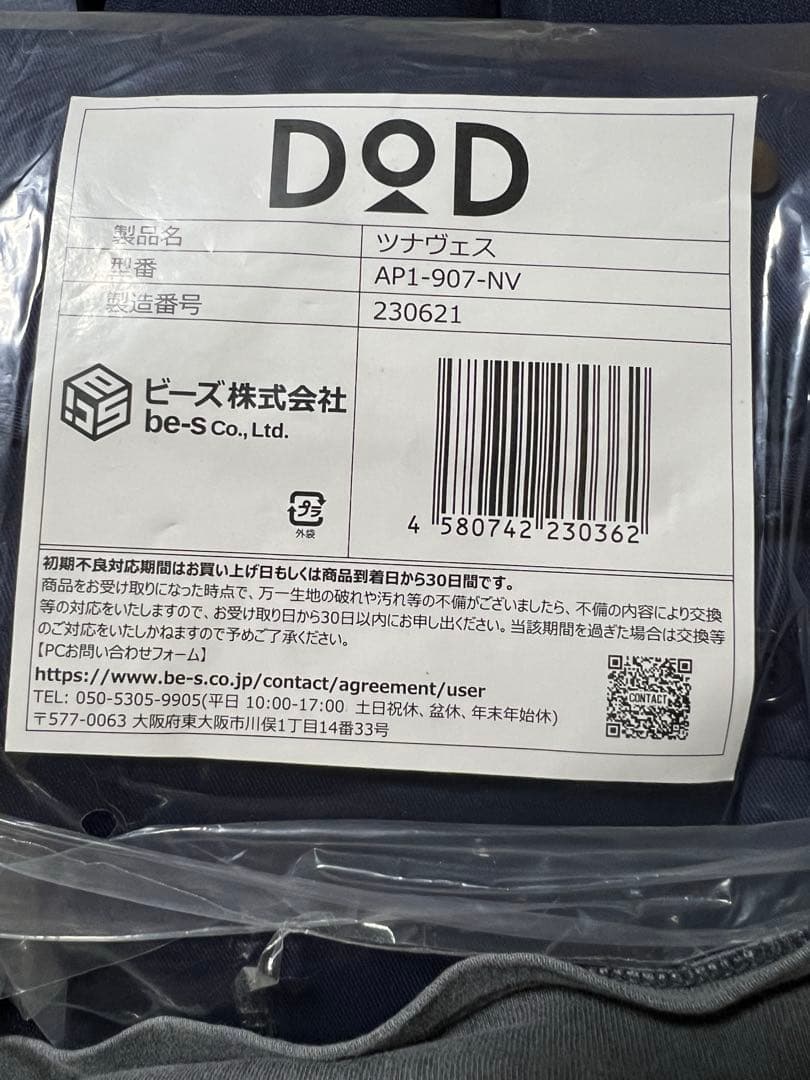 DOD
製品名 ツナヴェス
型番 AP1-907-NV
製造番号 230621
ビーズ株式会社
be-s Co., Ltd.
プラ
外袋
4 580742 230362
初期不良対応期間はお買い上げ日もしくは商品到着日から30日間です。
商品をお受け取りになった時点で、万一生地の破れや汚れ等の不備がございましたら、不備の内容により交換
等の対応をいたしますので、お受け取り日から30日以内にお申し出ください。当該期間を過ぎた場合は交換等
のご対応をいたしかねますので予めご了承ください。
【PCお問い合わせフォーム】
https://www.be-s.co.jp/contact/agreement/user
TEL: 050-5305-9905(平日 10:00-17:00 土日祝休、盆休、年末年始休)
〒577-0063 大阪府東大阪市川俣1丁目14番33号
CONTACT